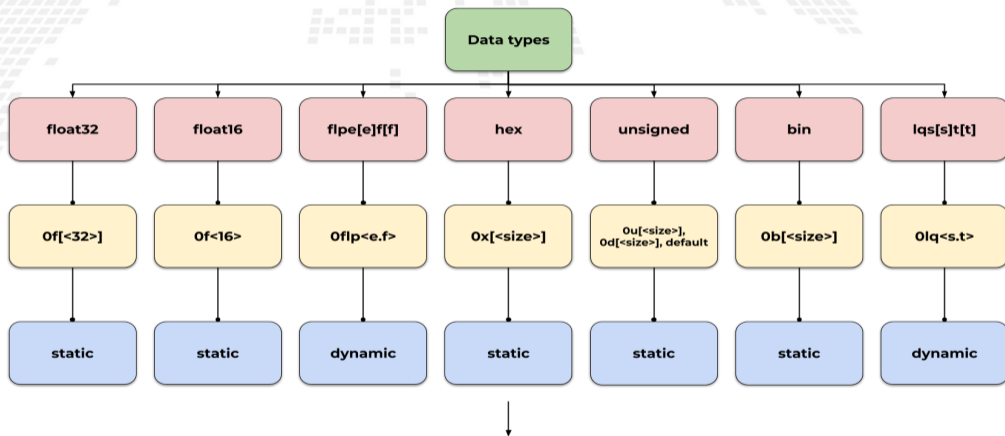 Data types
float32
float16
flpe[e]f[f]
hex
unsigned
bin
lqs[s]t[t]
0f[<32>]
0f<16>
0flp<e.f>
0x[<size>]
0u[<size>],
0d[<size>], default
0b[<size>]
0lq<s.t>
static
static
dynamic
static
static
static
dynamic